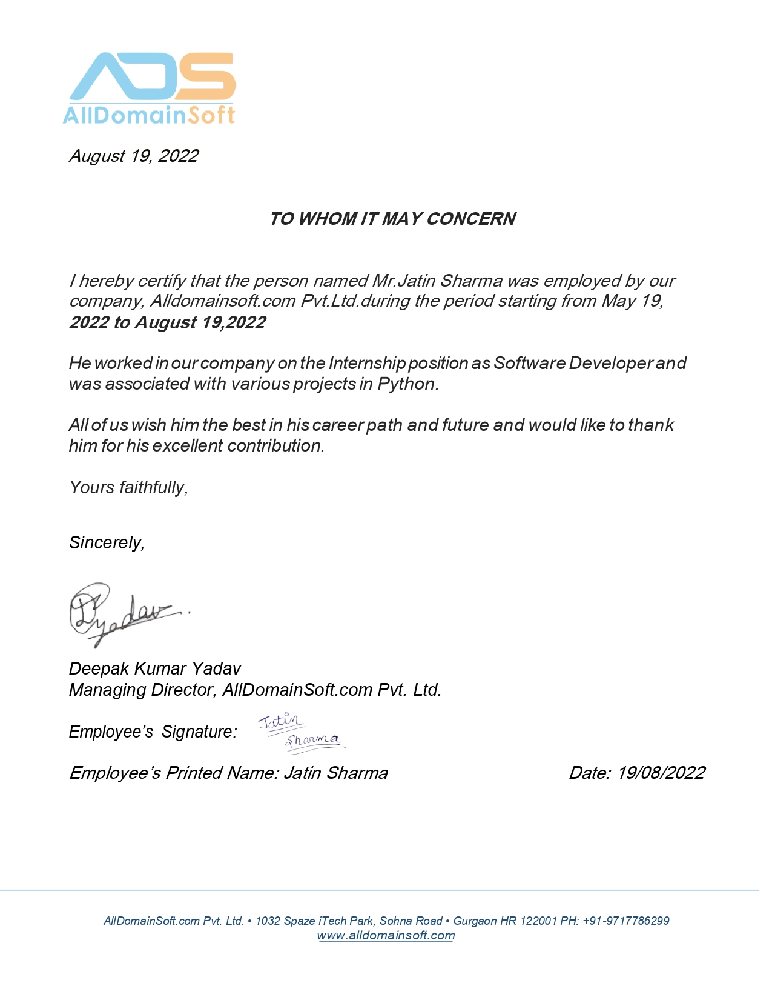 ADS
AllDomainSoft
August 19, 2022
TO WHOM IT MAY CONCERN
I hereby certify that the person named Mr.Jatin Sharma was employed by our
company, Alldomainsoft.com Pvt.Ltd.during the period starting from May 19,
2022 to August 19,2022
He worked in our company on the Internship position as Software Developer and
was associated with various projects in Python.
All of us wish him the best in his career path and future and would like to thank
him for his excellent contribution.
Yours faithfully,
Sincerely,
DYadav..
Deepak Kumar Yadav
Managing Director, AllDomainSoft.com Pvt. Ltd.
Employee’s Signature: Jatin
Sharma
Employee’s Printed Name: Jatin Sharma Date: 19/08/2022
AllDomainSoft.com Pvt. Ltd. • 1032 Spaze iTech Park, Sohna Road • Gurgaon HR 122001 PH: +91-9717786299
www.alldomainsoft.com